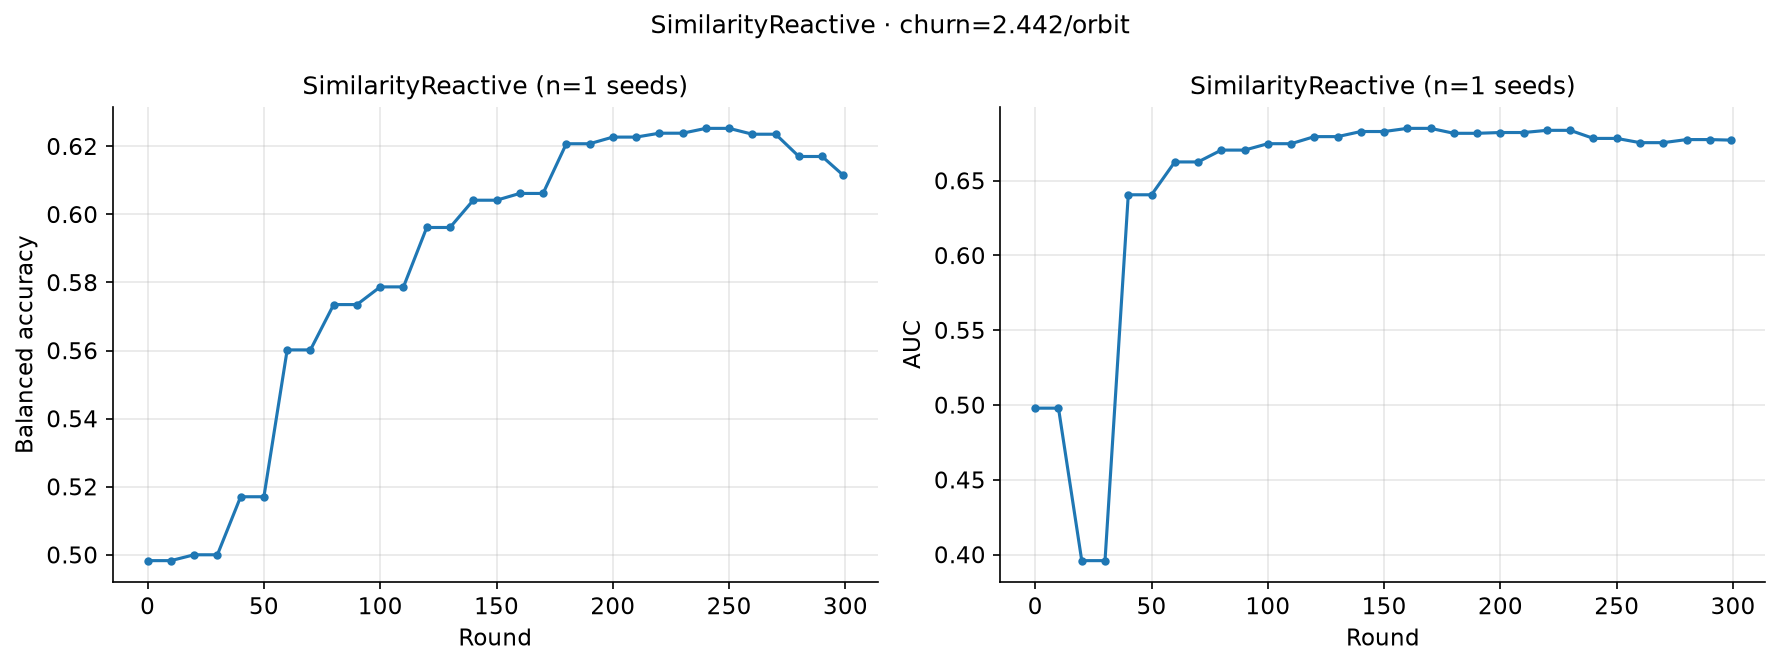 SimilarityReactive · churn=2.442/orbit
SimilarityReactive (n=1 seeds)
Balanced accuracy
0.62
0.60
0.58
0.56
0.54
0.52
0.50
0 50 100 150 200 250 300
Round
SimilarityReactive (n=1 seeds)
AUC
0.65
0.60
0.55
0.50
0.45
0.40
0 50 100 150 200 250 300
Round